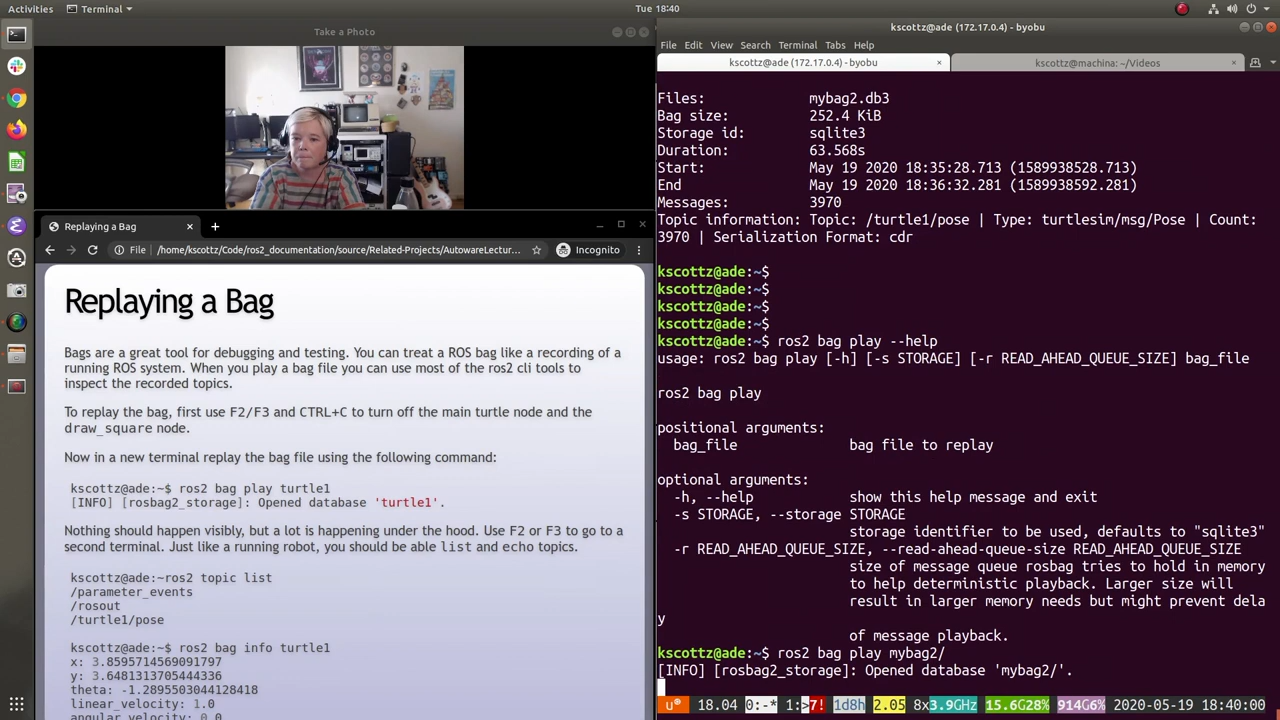 Activities
Terminal
Tue 18:40
Take a Photo
kscottz@ade (172.17.0.4) - byobu
File Edit View Search Terminal Tabs Help
kscottz@ade (172.17.0.4) - byobu
kscottz@machina: ~/Videos
Replaying a Bag
File
/home/kscottz/Code/ros2_documentation/source/Related-Projects/AutowareLectur...
Incognito
Replaying a Bag
Bags are a great tool for debugging and testing. You can treat a ROS bag like a recording of a
running ROS system. When you play a bag file you can use most of the ros2 cli tools to
inspect the recorded topics.
To replay the bag, first use F2/F3 and CTRL+C to turn off the main turtle node and the
draw_square node.
Now in a new terminal replay the bag file using the following command:
kscottz@ade:~$ ros2 bag play turtle1
[INFO] [rosbag2_storage]: Opened database 'turtle1'.
Nothing should happen visibly, but a lot is happening under the hood. Use F2 or F3 to go to a
second terminal. Just like a running robot, you should be able list and echo topics.
kscottz@ade:~ros2 topic list
/parameter_events
/rosout
/turtle1/pose
kscottz@ade:~$ ros2 bag info turtle1
x: 3.8595714569091797
y: 3.6481313705444336
theta: -1.2895503044128418
linear_velocity: 1.0
angular_velocity: 0.0
Files: mybag2.db3
Bag size: 252.4 KiB
Storage id: sqlite3
Duration: 63.568s
Start: May 19 2020 18:35:28.713 (1589938528.713)
End May 19 2020 18:36:32.281 (1589938592.281)
Messages: 3970
Topic information: Topic: /turtle1/pose | Type: turtlesim/msg/Pose | Count:
3970 | Serialization Format: cdr
kscottz@ade:~$
kscottz@ade:~$
kscottz@ade:~$
kscottz@ade:~$
kscottz@ade:~$ ros2 bag play --help
usage: ros2 bag play [-h] [-s STORAGE] [-r READ_AHEAD_QUEUE_SIZE] bag_file
ros2 bag play
positional arguments:
bag_file bag file to replay
optional arguments:
-h, --help show this help message and exit
-s STORAGE, --storage STORAGE
storage identifier to be used, defaults to "sqlite3"
-r READ_AHEAD_QUEUE_SIZE, --read-ahead-queue-size READ_AHEAD_QUEUE_SIZE
size of message queue rosbag tries to hold in memory
to help deterministic playback. Larger size will
result in larger memory needs but might prevent dela
y
of message playback.
kscottz@ade:~$ ros2 bag play mybag2/
[INFO] [rosbag2_storage]: Opened database 'mybag2/'.
18.04 0:-* 1:>7! 1d8h 2.05 8x3.9GHz 15.6G28% 914G6% 2020-05-19 18:40:00